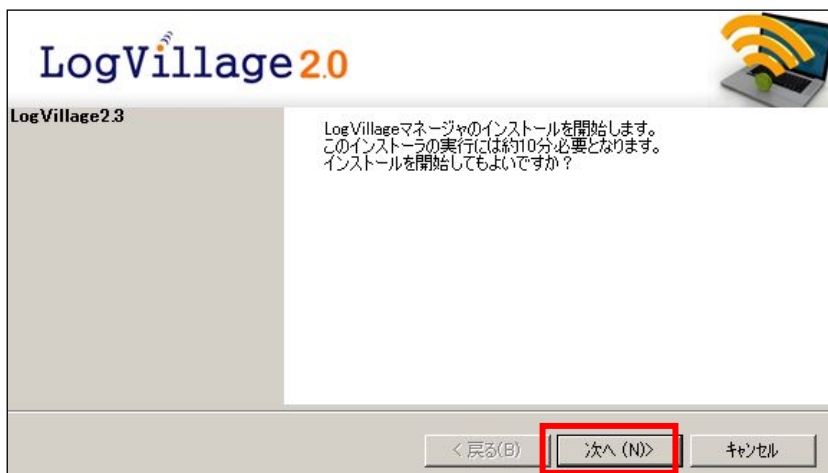 LogVillage 2.0
LogVillage2.3
LogVillageマネージャのインストールを開始します。
このインストーラの実行には約10分必要となります。
インストールを開始してもよいですか？
< 戻る(B)
次へ (N)>
キャンセル